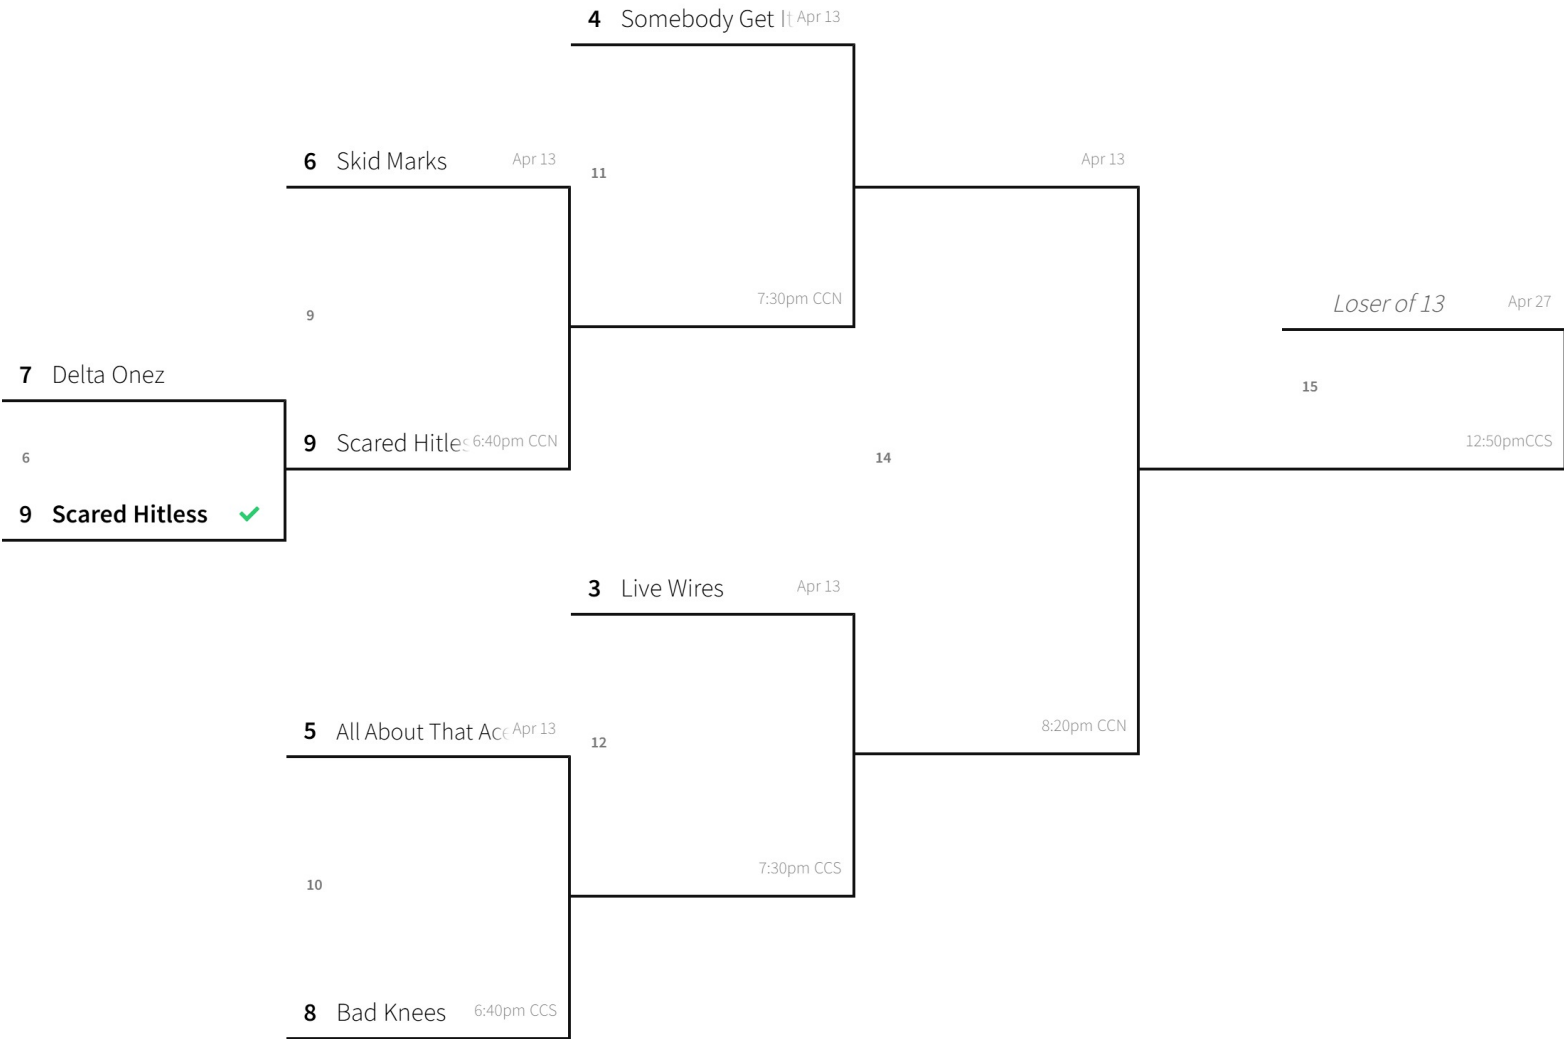 4 Somebody Get It Apr 13
6 Skid Marks Apr 13
11
Apr 13
7:30pm CCN
Loser of 13 Apr 27
9
7 Delta Onez
15
9 Scared Hitles 6:40pm CCN
12:50pmCCS
6
14
9 Scared Hitless
3 Live Wires Apr 13
8:20pm CCN
5 All About That Ace Apr 13
12
7:30pm CCS
10
8 Bad Knees 6:40pm CCS